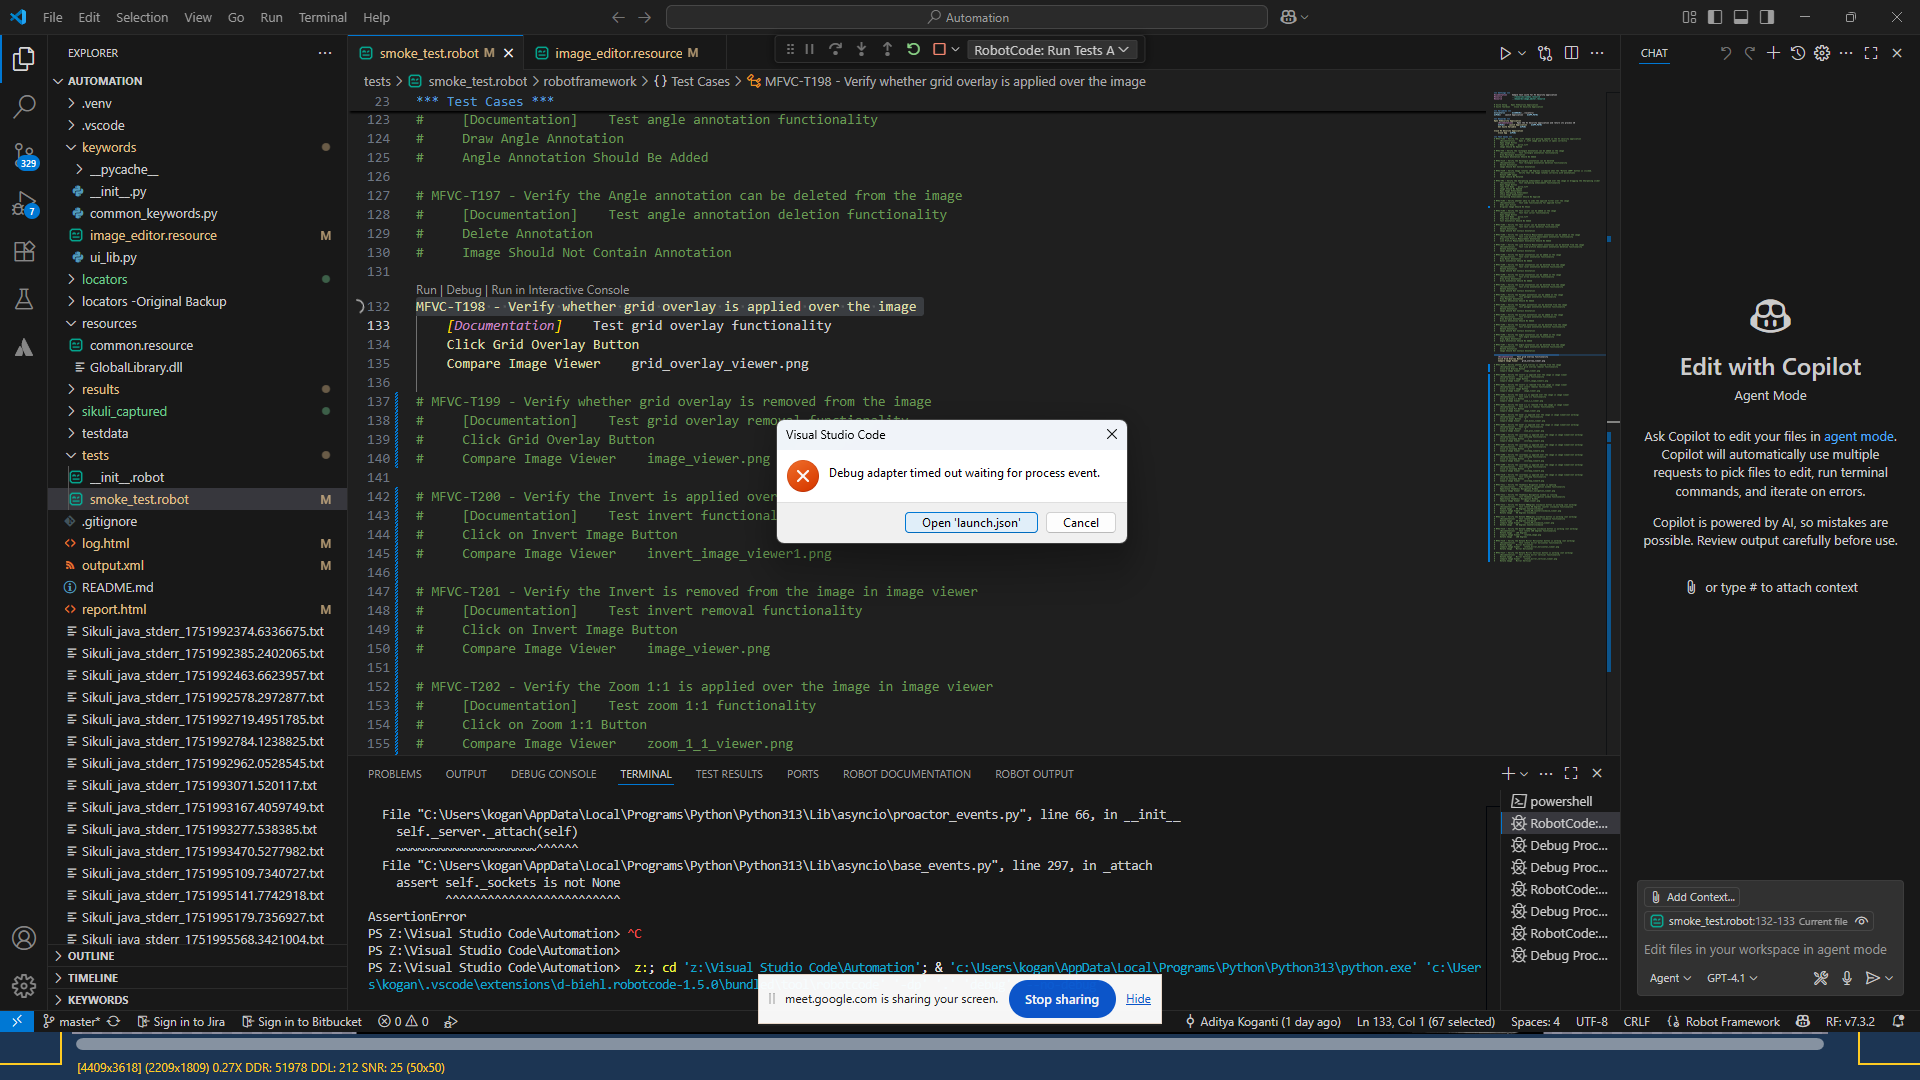 File Edit Selection View Go Run Terminal Help
Automation
EXPLORER
AUTOMATION
.venv
.vscode
keywords
__pycache__
__init__.py
common_keywords.py
image_editor.resource M
ui_lib.py
locators
locators -Original Backup
resources
common.resource
GlobalLibrary.dll
results
sikuli_captured
testdata
tests
__init__.robot
smoke_test.robot M
.gitignore
log.html M
output.xml M
README.md
report.html M
Sikuli_java_stderr_1751992374.6336675.txt
Sikuli_java_stderr_1751992385.2402065.txt
Sikuli_java_stderr_1751992463.6623957.txt
Sikuli_java_stderr_1751992578.2972877.txt
Sikuli_java_stderr_1751992719.4951785.txt
Sikuli_java_stderr_1751992784.1238825.txt
Sikuli_java_stderr_1751992962.0528545.txt
Sikuli_java_stderr_1751993071.520117.txt
Sikuli_java_stderr_1751993167.4059749.txt
Sikuli_java_stderr_1751993277.538385.txt
Sikuli_java_stderr_1751993470.5277982.txt
Sikuli_java_stderr_1751995109.7340727.txt
Sikuli_java_stderr_1751995141.7742918.txt
Sikuli_java_stderr_1751995179.7356927.txt
Sikuli_java_stderr_1751995568.3421004.txt
OUTLINE
TIMELINE
KEYWORDS
329
7
smoke_test.robot M
image_editor.resource M
RobotCode: Run Tests A
tests > smoke_test.robot > robotframework > {} Test Cases > MFVC-T198 - Verify whether grid overlay is applied over the image
23 *** Test Cases ***
123 # [Documentation] Test angle annotation functionality
124 # Draw Angle Annotation
125 # Angle Annotation Should Be Added
126
127 # MFVC-T197 - Verify the Angle annotation can be deleted from the image
128 # [Documentation] Test angle annotation deletion functionality
129 # Delete Annotation
130 # Image Should Not Contain Annotation
131
Run | Debug | Run in Interactive Console
132 MFVC-T198 - Verify whether grid overlay is applied over the image
133 [Documentation] Test grid overlay functionality
134 Click Grid Overlay Button
135 Compare Image Viewer grid_overlay_viewer.png
136
137 # MFVC-T199 - Verify whether grid overlay is removed from the image
138 # [Documentation] Test grid overlay removal functionality
139 # Click Grid Overlay Button
140 # Compare Image Viewer image_viewer.png
141
142 # MFVC-T200 - Verify the Invert is applied over
143 # [Documentation] Test invert functional
144 # Click on Invert Image Button
145 # Compare Image Viewer invert_image_viewer1.png
146
147 # MFVC-T201 - Verify the Invert is removed from the image in image viewer
148 # [Documentation] Test invert removal functionality
149 # Click on Invert Image Button
150 # Compare Image Viewer image_viewer.png
151
152 # MFVC-T202 - Verify the Zoom 1:1 is applied over the image in image viewer
153 # [Documentation] Test zoom 1:1 functionality
154 # Click on Zoom 1:1 Button
155 # Compare Image Viewer zoom_1_1_viewer.png
Visual Studio Code
Debug adapter timed out waiting for process event.
Open 'launch.json' Cancel
PROBLEMS OUTPUT DEBUG CONSOLE TERMINAL TEST RESULTS PORTS ROBOT DOCUMENTATION ROBOT OUTPUT
File "C:\Users\kogan\AppData\Local\Programs\Python\Python313\Lib\asyncio\proactor_events.py", line 66, in __init__
self._server._attach(self)
~~~~~~~~~~~~~~~~~~~~^^^^^^
File "C:\Users\kogan\AppData\Local\Programs\Python\Python313\Lib\asyncio\base_events.py", line 297, in _attach
assert self._sockets is not None
^^^^^^^^^^^^^^^^^^^^^^^^^
AssertionError
PS Z:\Visual Studio Code\Automation> ^C
PS Z:\Visual Studio Code\Automation>
PS Z:\Visual Studio Code\Automation> z:; cd 'z:\Visual Studio Code\Automation'; & 'c:\Users\kogan\AppData\Local\Programs\Python\Python313\python.exe' 'c:\User
s\kogan\.vscode\extensions\d-biehl.robotcode-1.5.0\bund
powershell
RobotCode:...
Debug Proc...
Debug Proc...
RobotCode:...
Debug Proc...
RobotCode:...
Debug Proc...
meet.google.com is sharing your screen.
Stop sharing
Hide
CHAT
Edit with Copilot
Agent Mode
Ask Copilot to edit your files in agent mode.
Copilot will automatically use multiple
requests to pick files to edit, run terminal
commands, and iterate on errors.
Copilot is powered by AI, so mistakes are
possible. Review output carefully before use.
or type # to attach context
Add Context...
smoke_test.robot:132-133 Current file
Edit files in your workspace in agent mode
Agent GPT-4.1
master* Sign in to Jira Sign in to Bitbucket 0 0
Aditya Koganti (1 day ago) Ln 133, Col 1 (67 selected) Spaces: 4 UTF-8 CRLF Robot Framework RF: v7.3.2
[4409x3618] (2209x1809) 0.27X DDR: 51978 DDL: 212 SNR: 25 (50x50)